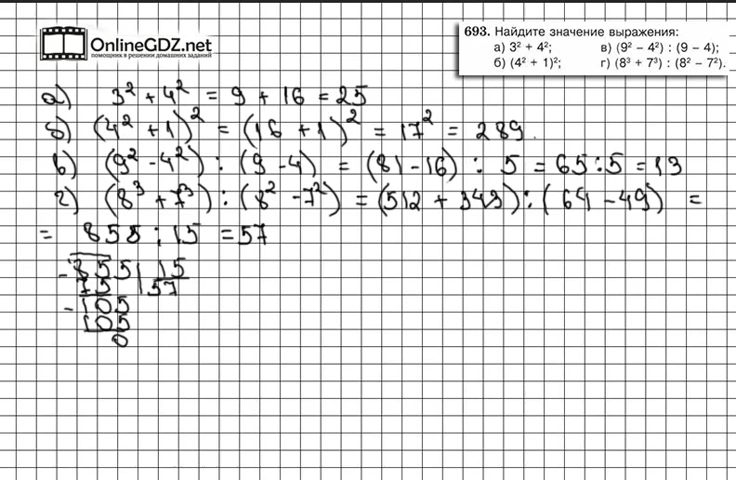 OnlineGDZ.net
помощник в решении домашних заданий
693. Найдите значение выражения:
а) 3² + 4²; в) (9² – 4²) : (9 – 4);
б) (4² + 1)²; г) (8³ + 7³) : (8² – 7²).
а) 3² + 4² = 9 + 16 = 25
б) (4² + 1)² = (16 + 1)² = 17² = 289.
в) (9² - 4²) : (9 - 4) = (81 - 16) : 5 = 65 : 5 = 13
г) (8³ + 7³) : (8² - 7²) = (512 + 343) : (64 - 49) =
= 855 : 15 = 57
- 855 | 15
75 | 57
- 105
105
0